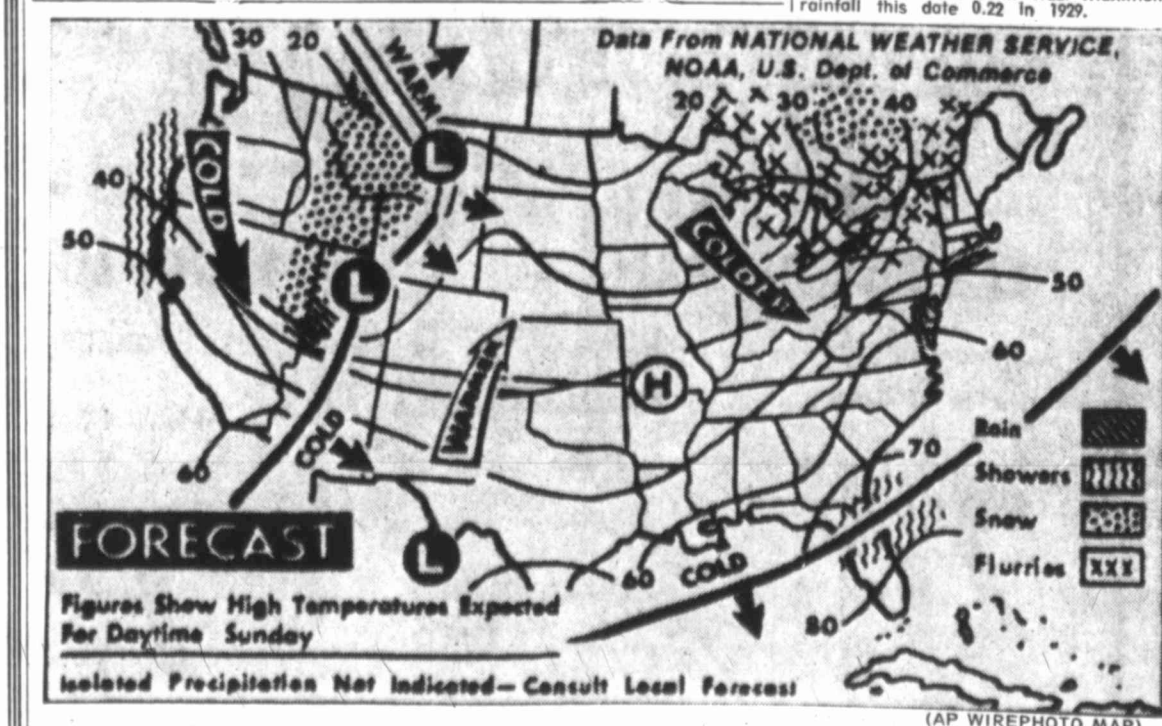 rainfall this date 0.22 in 1929.
Data From NATIONAL WEATHER SERVICE,
NOAA, U.S. Dept. of Commerce
30 20
WARM
20 30 40
L
COLD
40
50
L
COLDER
50
60
H
WARMER
COLD
60
Rain
70
Showers
Snow
Flurries
FORECAST
L
60 COLD
80
Figures Show High Temperatures Expected
For Daytime Sunday
Isolated Precipitation Not Indicated— Consult Local Forecast
(AP WIREPHOTO MAP)